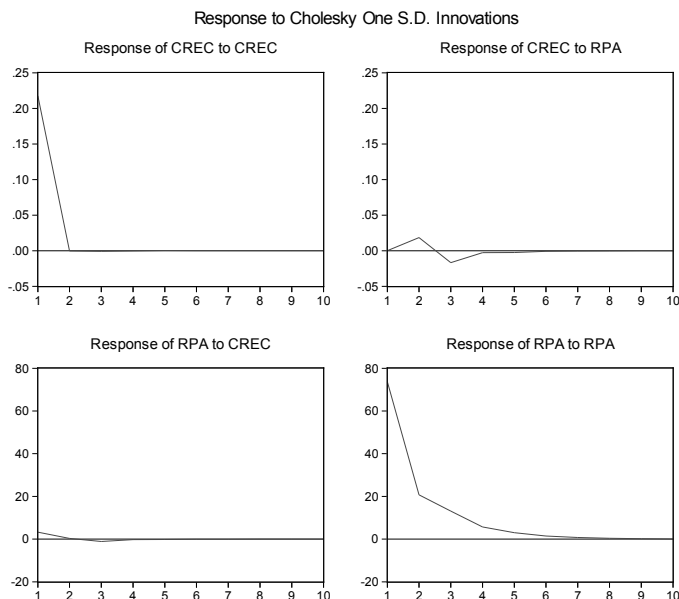 Response to Cholesky One S.D. Innovations
Response of CREC to CREC
.25
.20
.15
.10
.05
.00
-.05
1 2 3 4 5 6 7 8 9 10
Response of CREC to RPA
.25
.20
.15
.10
.05
.00
-.05
1 2 3 4 5 6 7 8 9 10
Response of RPA to CREC
80
60
40
20
0
-20
1 2 3 4 5 6 7 8 9 10
Response of RPA to RPA
80
60
40
20
0
-20
1 2 3 4 5 6 7 8 9 10